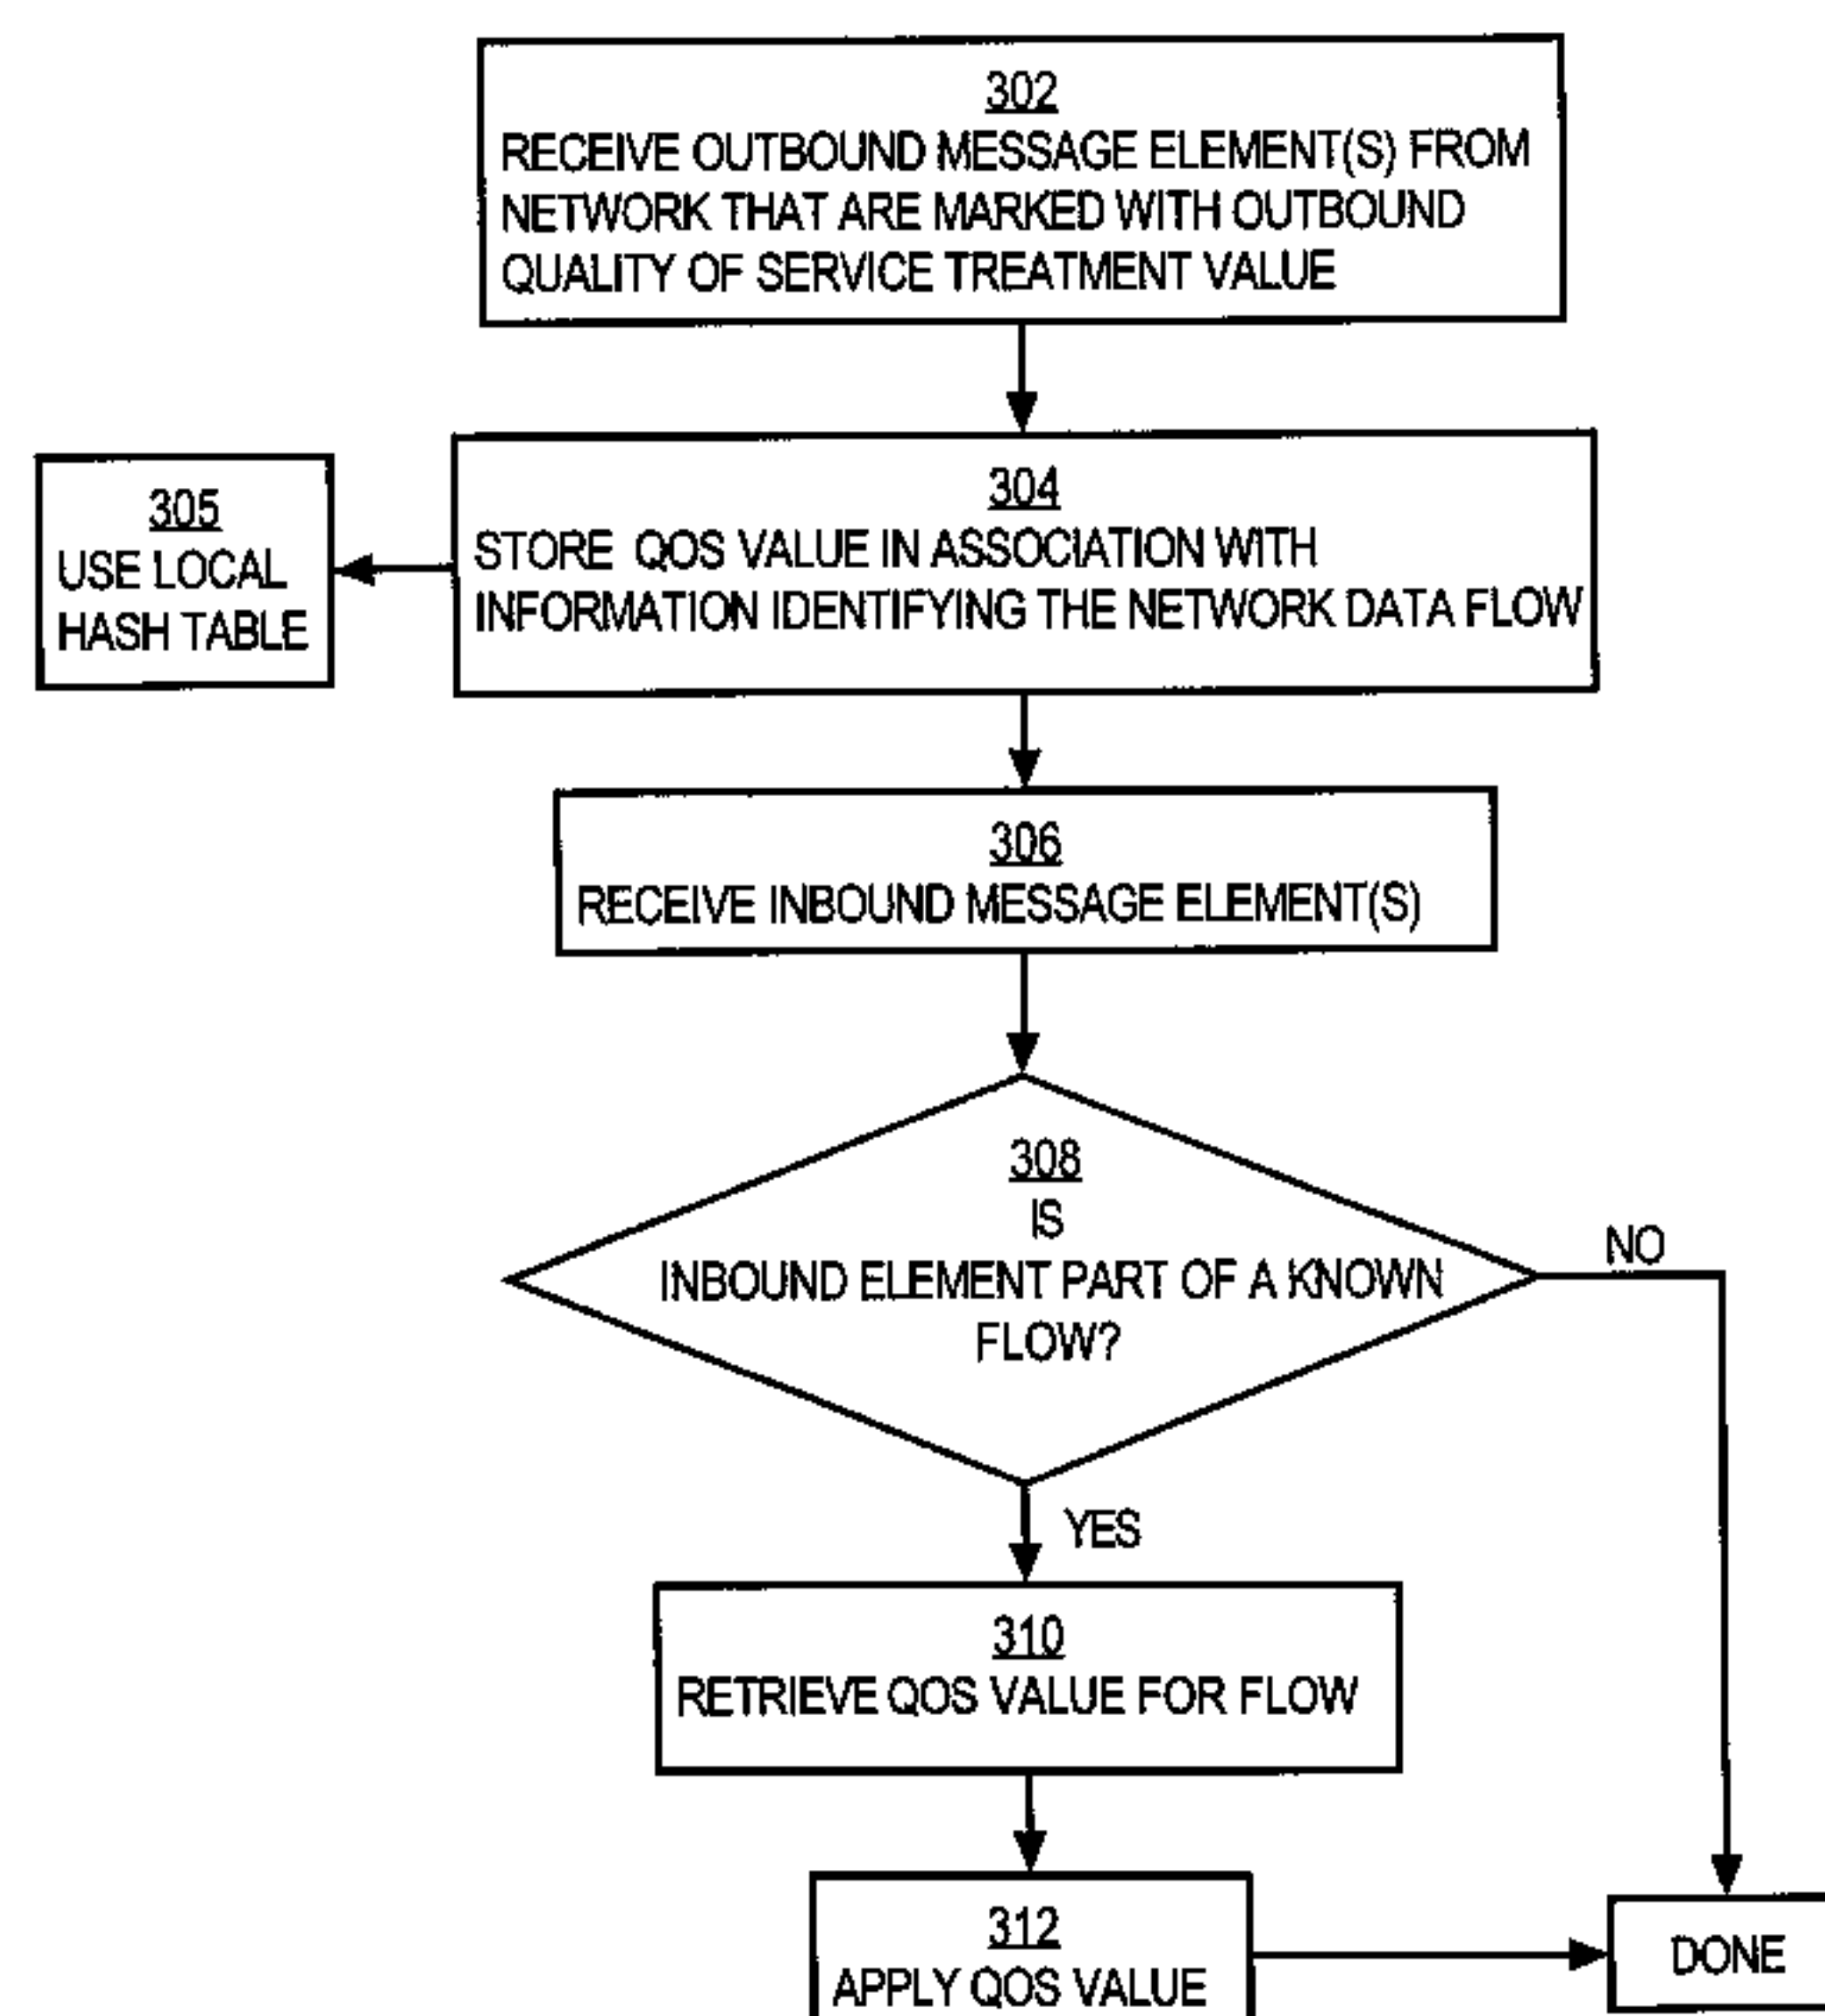 302
RECEIVE OUTBOUND MESSAGE ELEMENT(S) FROM
NETWORK THAT ARE MARKED WITH OUTBOUND
QUALITY OF SERVICE TREATMENT VALUE
305
USE LOCAL
HASH TABLE
304
STORE QOS VALUE IN ASSOCIATION WITH
INFORMATION IDENTIFYING THE NETWORK DATA FLOW
306
RECEIVE INBOUND MESSAGE ELEMENT(S)
308
IS
INBOUND ELEMENT PART OF A KNOWN
FLOW?
NO
YES
310
RETRIEVE QOS VALUE FOR FLOW
312
APPLY QOS VALUE
DONE